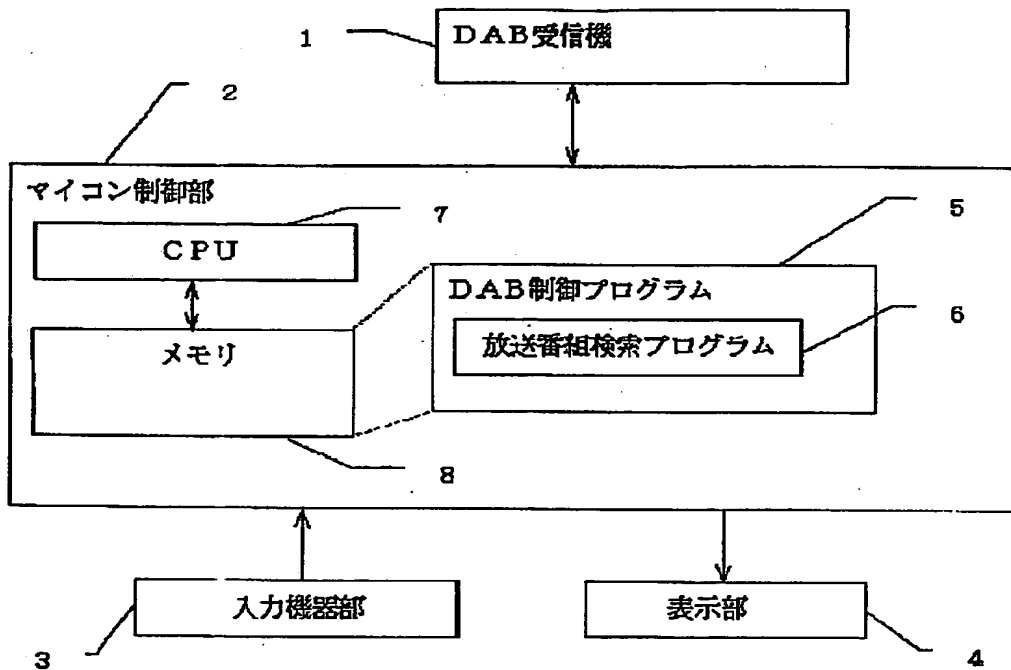 1
DAB受信機
2
マイコン制御部
7
CPU
5
DAB制御プログラム
6
放送番組検索プログラム
メモリ
8
入力機器部
表示部
3
4